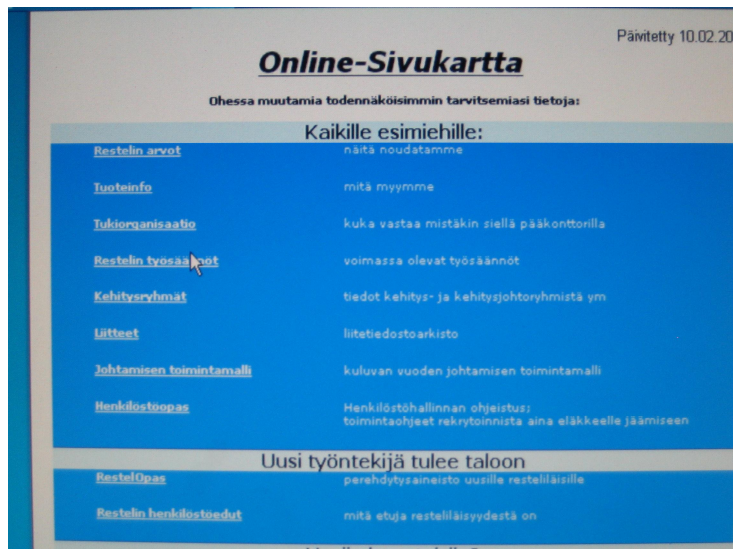 Päivitetty 10.02.20
Online-Sivukartta
Ohessa muutamia todennäköisimmin tarvitsemiasi tietoja:
Kaikille esimiehille:
Restelin arvot näitä noudatamme
Tuoteinfo mitä myymme
Tukiorganisaatio kuka vastaa mistäkin siellä pääkonttorilla
Restelin työsäännöt voimassa olevat työsäännöt
Kehitysryhmät tiedot kehitys- ja kehitysjohtoryhmistä ym
Liitteet liitetiedostoarkisto
Johtamisen toimintamalli kuluvan vuoden johtamisen toimintamalli
Henkilöstöopas Henkilöstöhallinnan ohjeistus;
toimintaohjeet rekrytoinnista aina eläkkeelle jäämiseen
Uusi työntekijä tulee taloon
RestelOpas perehdytysaineisto uusille resteliläisille
Restelin henkilöstöedut mitä etuja resteliläisyydestä on